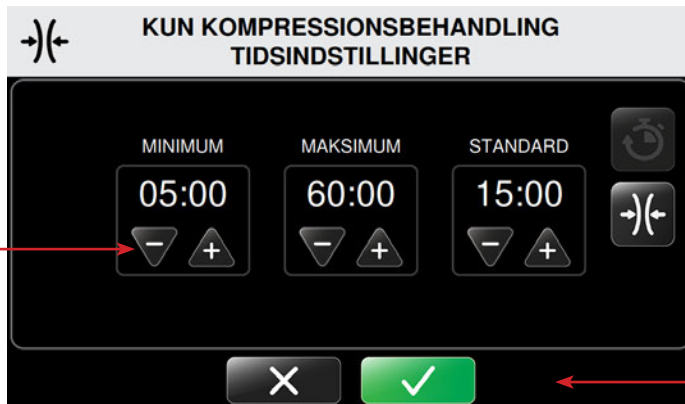 KUN KOMPRESSIONSBEHANDLING
TIDSINDSTILLINGER
MINIMUM MAKSIMUM STANDARD
05:00 60:00 15:00